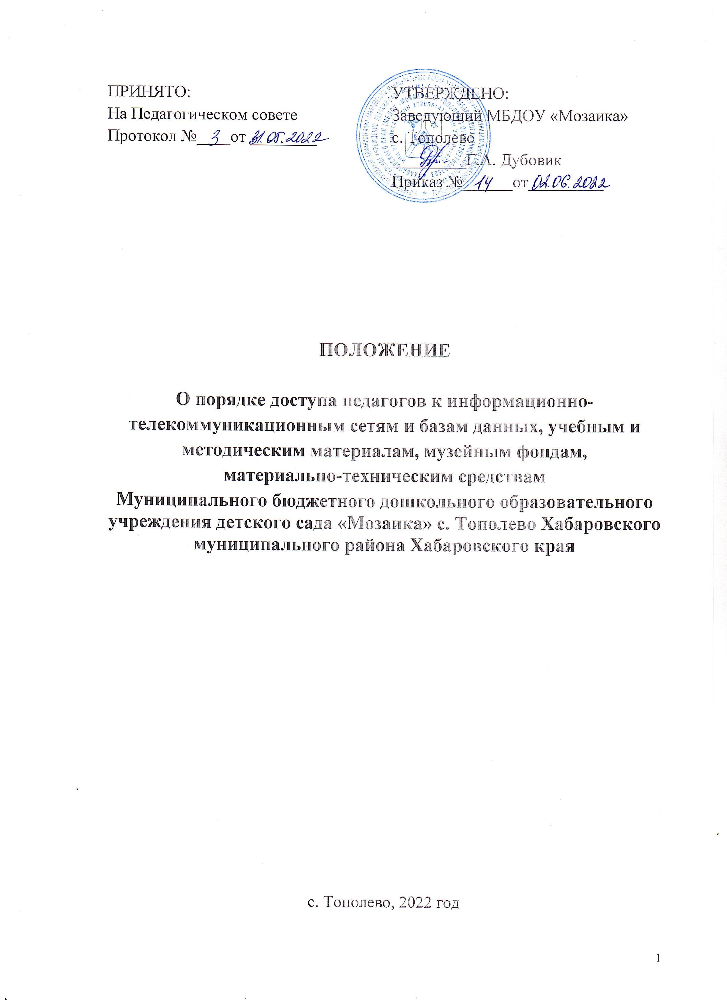 ПРИНЯТО:
На Педагогическом совете
Протокол № 3 от 31.05.2022
УТВЕРЖДЕНО:
Заведующий МБДОУ «Мозаика»
с. Тополево
Г.А. Дубовик
Приказ № 14 от 02.06.2022
ПОЛОЖЕНИЕ
О порядке доступа педагогов к информационно-
телекоммуникационным сетям и базам данных, учебным и
методическим материалам, музейным фондам,
материально-техническим средствам
Муниципального бюджетного дошкольного образовательного
учреждения детского сада «Мозаика» с. Тополево Хабаровского
муниципального района Хабаровского края
с. Тополево, 2022 год
1